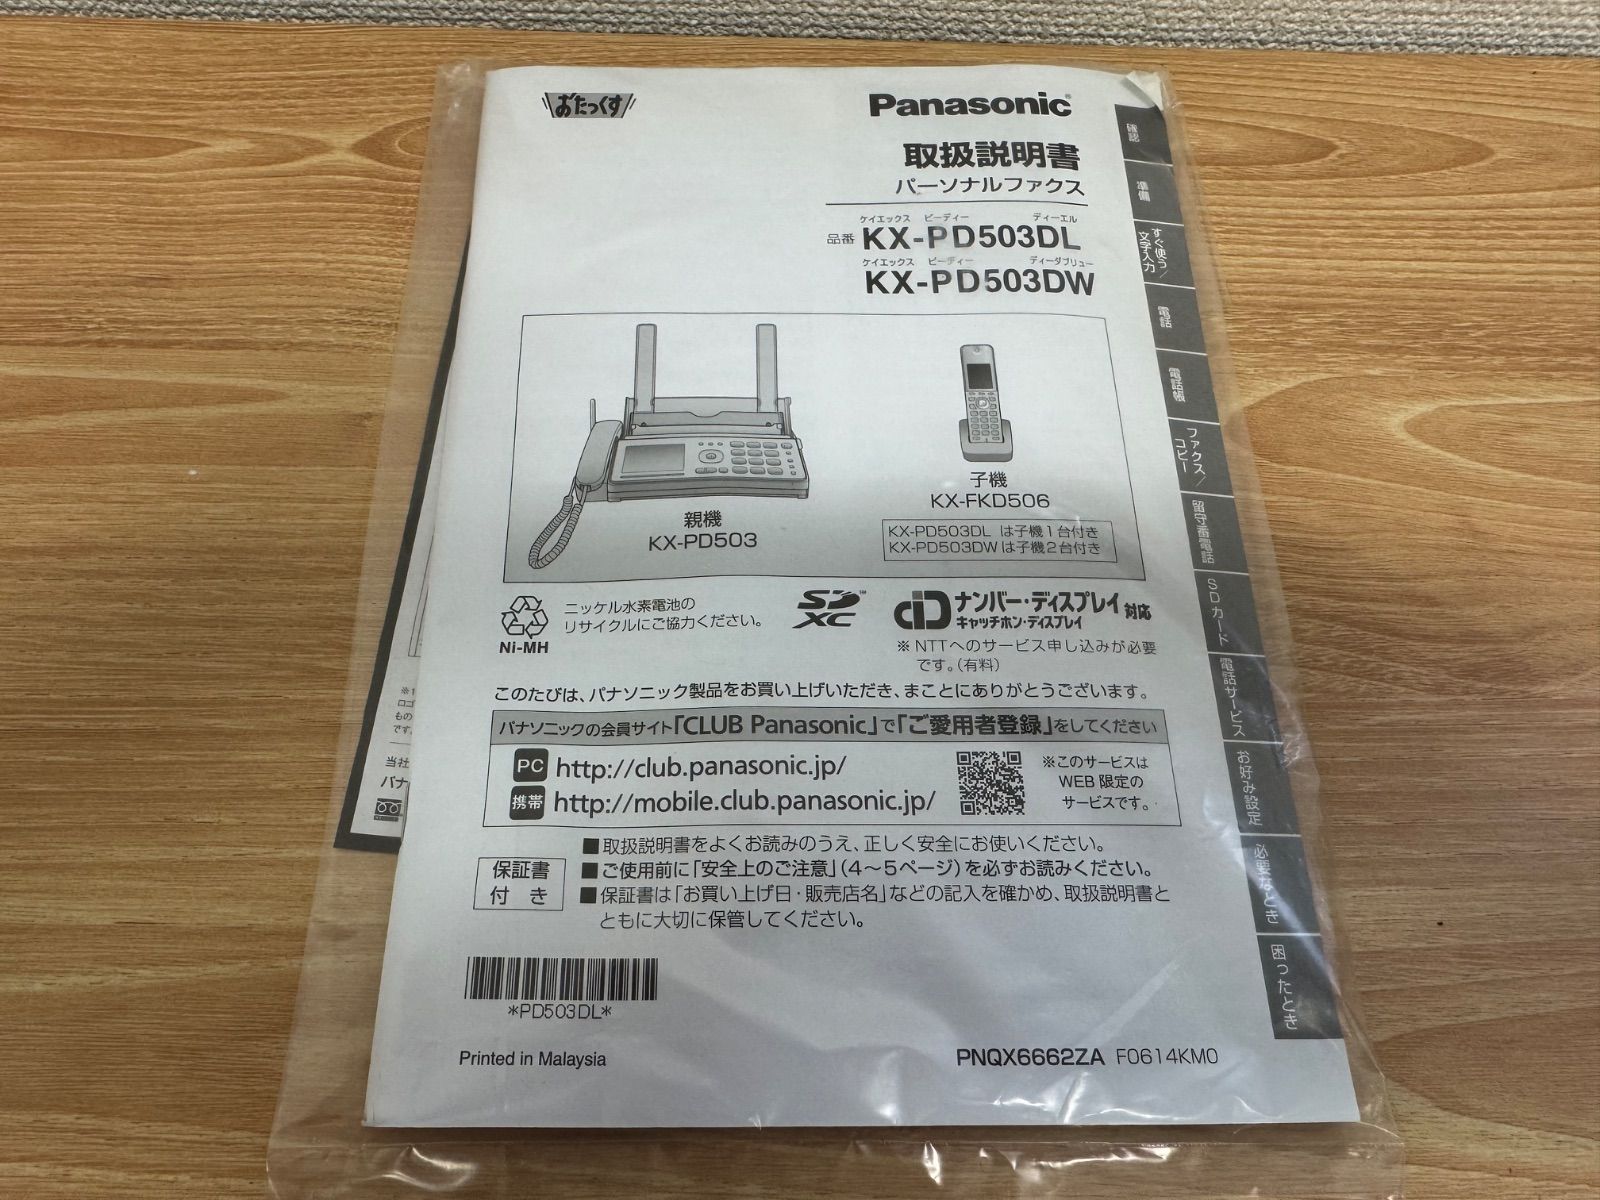 おたっくす
Panasonic®
取扱説明書
パーソナルファクス
ケイエックス ピーディー ディーエル
品番 KX-PD503DL
ケイエックス ピーディー ディーダブリュー
KX-PD503DW
親機
KX-PD503
子機
KX-FKD506
KX-PD503DL は子機1台付き
KX-PD503DW は子機2台付き
Ni-MH
ニッケル水素電池の
リサイクルにご協力ください。
SD
XC
ナンバー・ディスプレイ
キャッチホン・ディスプレイ
対応
※NTTへのサービス申し込みが必要
です。(有料)
このたびは、パナソニック製品をお買い上げいただき、まことにありがとうございます。
パナソニックの会員サイト「CLUB Panasonic」で「ご愛用者登録」をしてください
PC http://club.panasonic.jp/
携帯 http://mobile.club.panasonic.jp/
※このサービスは
WEB 限定の
サービスです。
保証書
付き
■取扱説明書をよくお読みのうえ、正しく安全にお使いください。
■ご使用前に「安全上のご注意」(4～5ページ)を必ずお読みください。
■保証書は「お買い上げ日・販売店名」などの記入を確かめ、取扱説明書と
ともに大切に保管してください。
*PD503DL*
Printed in Malaysia
PNQX6662ZA F0614KM0
確認
準備
すぐ使う/
文字入力
電話
電話帳
ファクス/
コピー
留守番電話
SDカード
電話サービス
お好み設定
必要なとき
困ったとき
※1
ロゴ
もの
です
当社
パナ